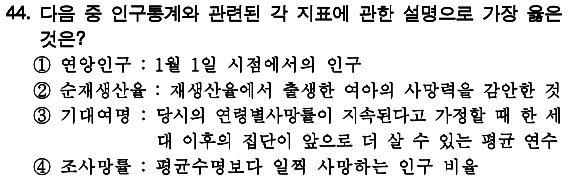 44. 다음 중 인구통계와 관련된 각 지표에 관한 설명으로 가장 옳은
것은?
① 연앙인구 : 1월 1일 시점에서의 인구
② 순재생산율 : 재생산율에서 출생한 여아의 사망력을 감안한 것
③ 기대여명 : 당시의 연령별사망률이 지속된다고 가정할 때 한 세
대 이후의 집단이 앞으로 더 살 수 있는 평균 연수
④ 조사망률 : 평균수명보다 일찍 사망하는 인구 비율